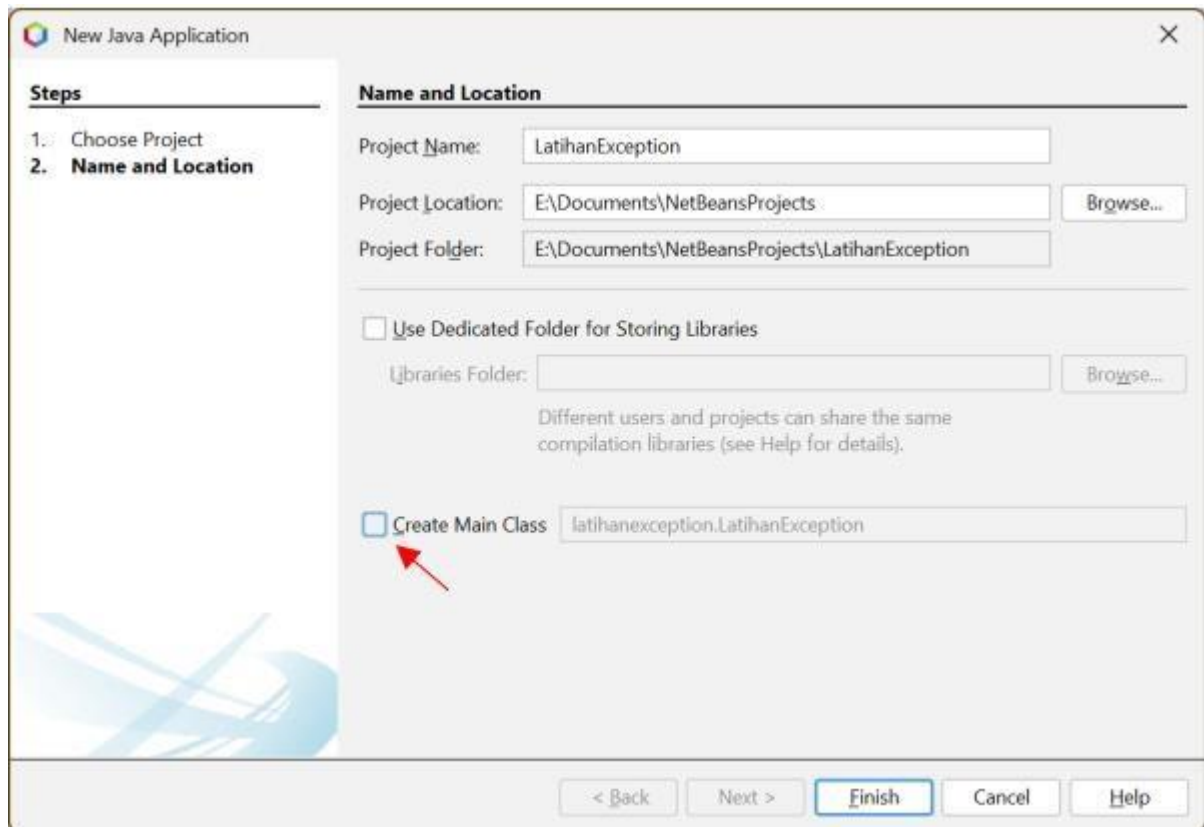 New Java Application
Steps
1. Choose Project
2. Name and Location
Name and Location
Project Name: LatihanException
Project Location: E:\Documents\NetBeansProjects Browse...
Project Folder: E:\Documents\NetBeansProjects\LatihanException
Use Dedicated Folder for Storing Libraries
Libraries Folder: Browse...
Different users and projects can share the same
compilation libraries (see Help for details).
Create Main Class latihanexception.LatihanException
< Back Next > Finish Cancel Help